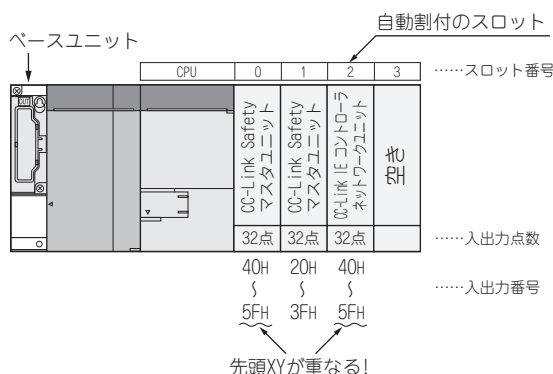 自動割付のスロット
ベースユニット
CPU 0 1 2 3 ……スロット番号
OUT
CC-Link Safety
マスタユニット
CC-Link Safety
マスタユニット
CC-Link IE コントローラ
ネットワークユニット
空き
32点 32点 32点 ……入出力点数
40H 20H 40H
〜 〜 〜 ……入出力番号
5FH 3FH 5FH
先頭XYが重なる!